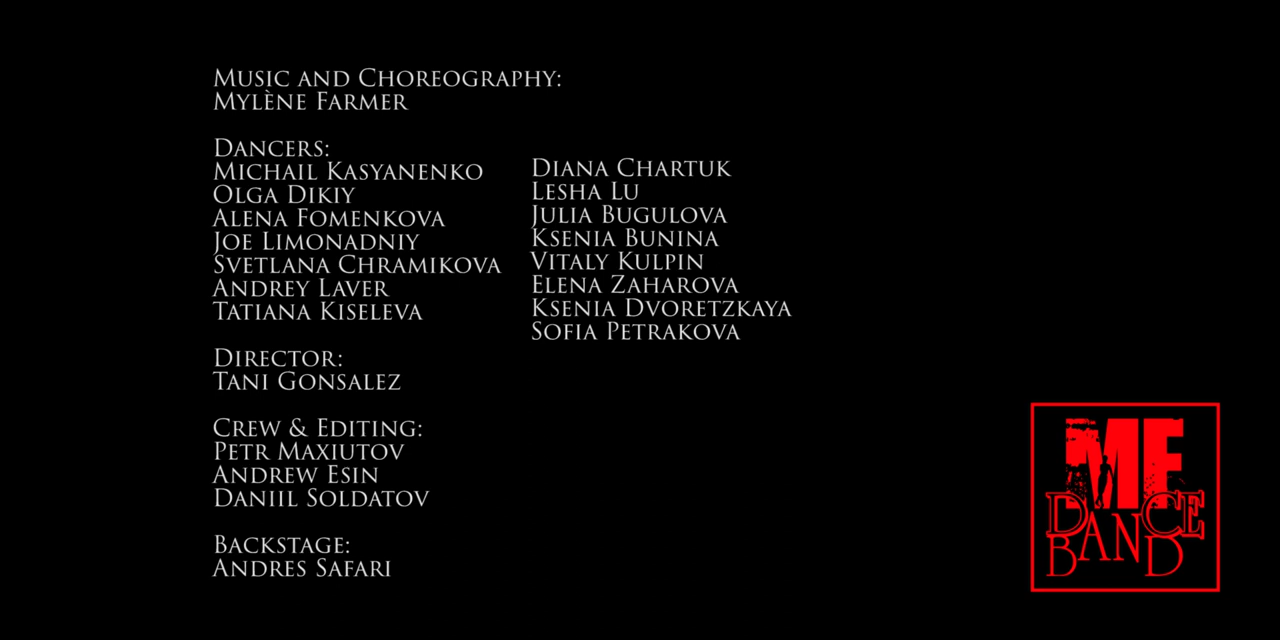 Music and Choreography:
Mylène Farmer
Dancers:
Michail Kasyanenko
Olga Dikiy
Alena Fomenkova
Joe Limonadniy
Svetlana Chramikova
Andrey Laver
Tatiana Kiseleva
Diana Chartuk
Lesha Lu
Julia Bugulova
Ksenia Bunina
Vitaly Kulpin
Elena Zaharova
Ksenia Dvoretzkaya
Sofia Petrakova
Director:
Tani Gonsalez
Crew & Editing:
Petr Maxiutov
Andrew Esin
Daniil Soldatov
Backstage:
Andres Safari
MF
DANCE
BAND